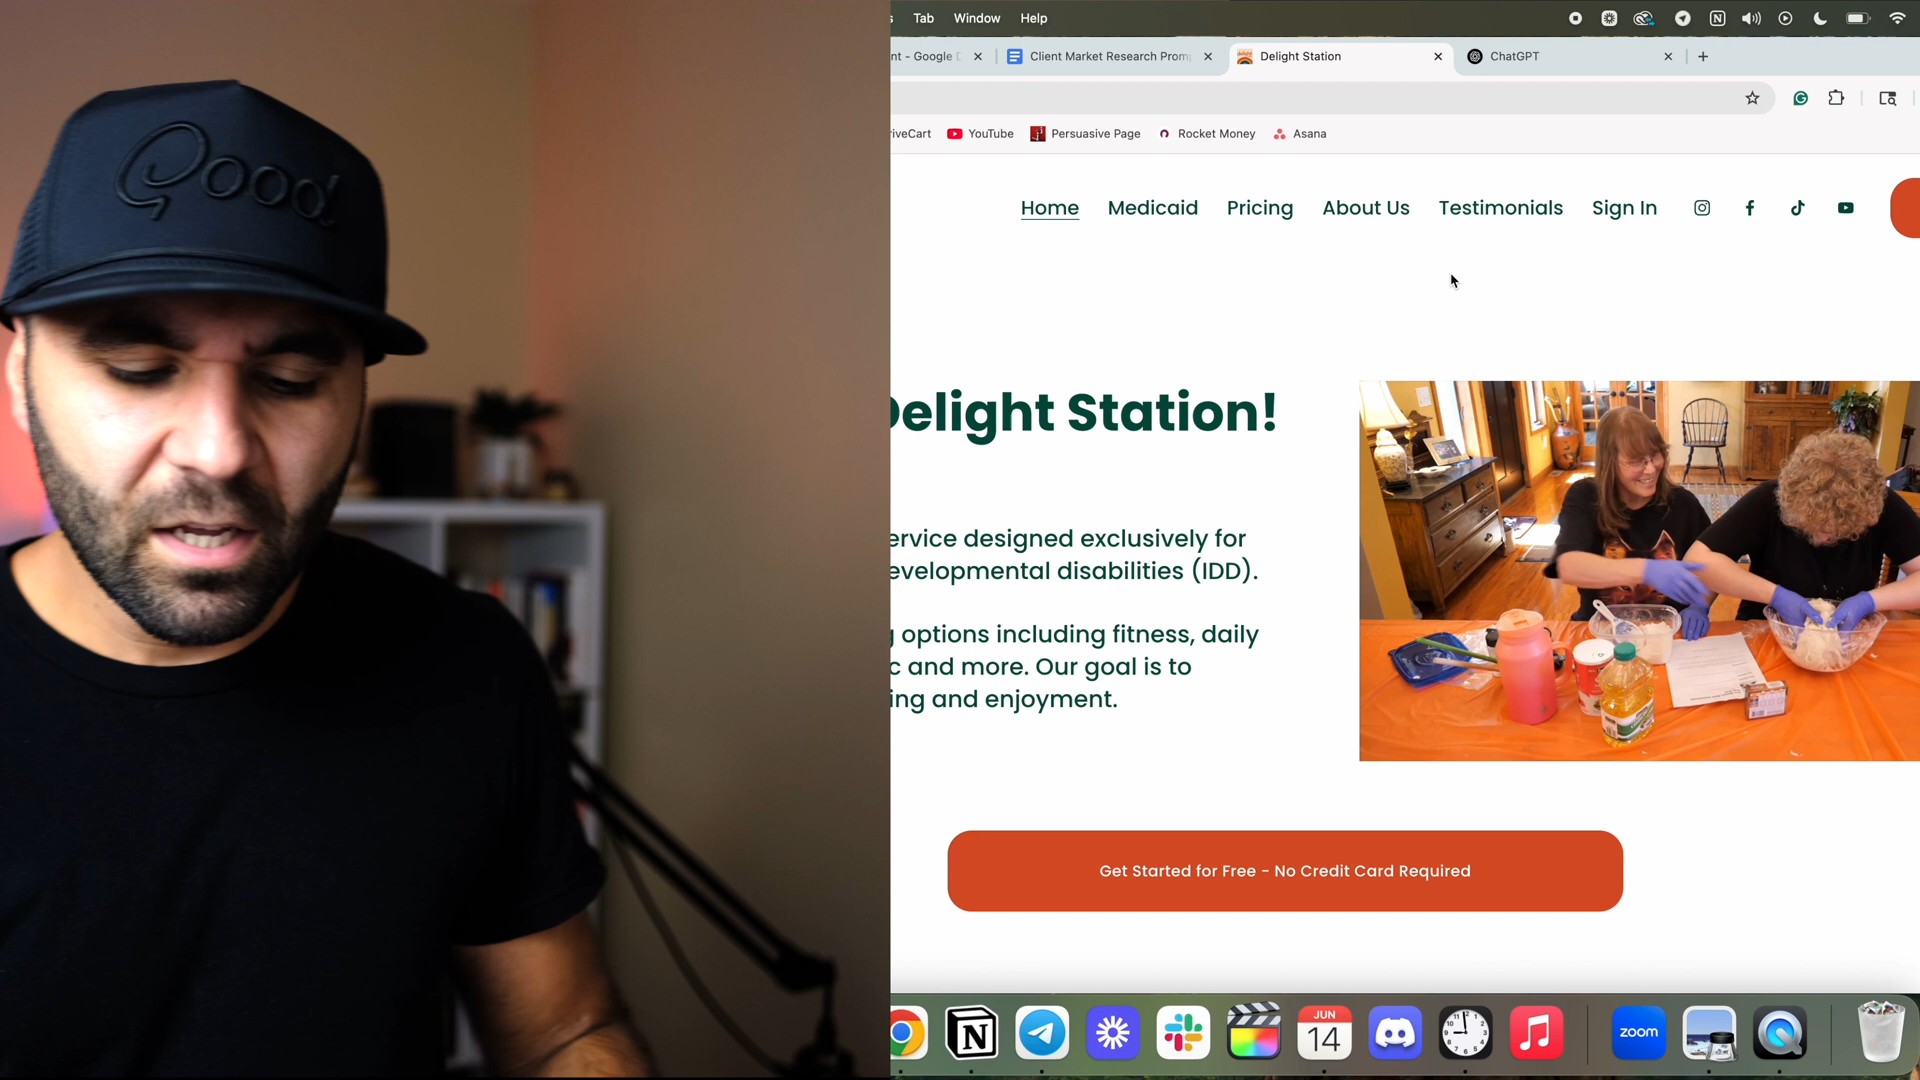 Good
Tab Window Help
nt - Google D
Client Market Research Prom
Delight Station
ChatGPT
riveCart YouTube Persuasive Page Rocket Money Asana
Home Medicaid Pricing About Us Testimonials Sign In
Delight Station!
ervice designed exclusively for
evelopmental disabilities (IDD).
g options including fitness, daily
c and more. Our goal is to
ing and enjoyment.
Get Started for Free - No Credit Card Required
JUN
14
zoom